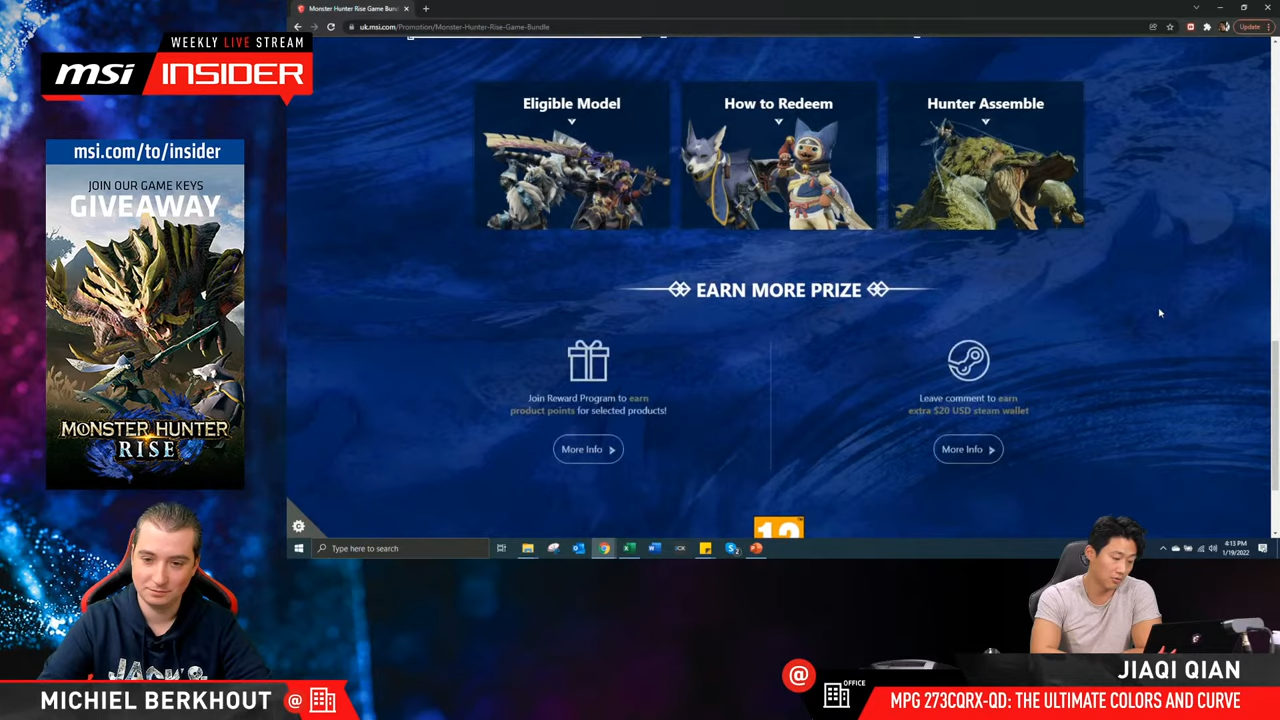 WEEKLY LIVE STREAM
msi INSIDER
msi.com/to/insider
JOIN OUR GAME KEYS
GIVEAWAY
MONSTER HUNTER
RISE
Monster Hunter Rise Game Bun
uk.msi.com/Promotion/Monster-Hunter-Rise-Game-Bundle
Update
Eligible Model
How to Redeem
Hunter Assemble
EARN MORE PRIZE
Join Reward Program to earn
product points for selected products!
More Info
Leave comment to earn
extra $20 USD steam wallet
More Info
12
Type here to search
4:13 PM
1/19/2022
MICHIEL BERKHOUT @
@ OFFICE
JIAQI QIAN
MPG 273CQRX-QD: THE ULTIMATE COLORS AND CURVE